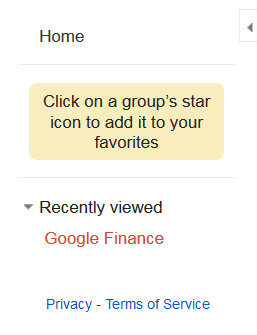 Home
Click on a group's star
icon to add it to your
favorites
Recently viewed
Google Finance
Privacy - Terms of Service